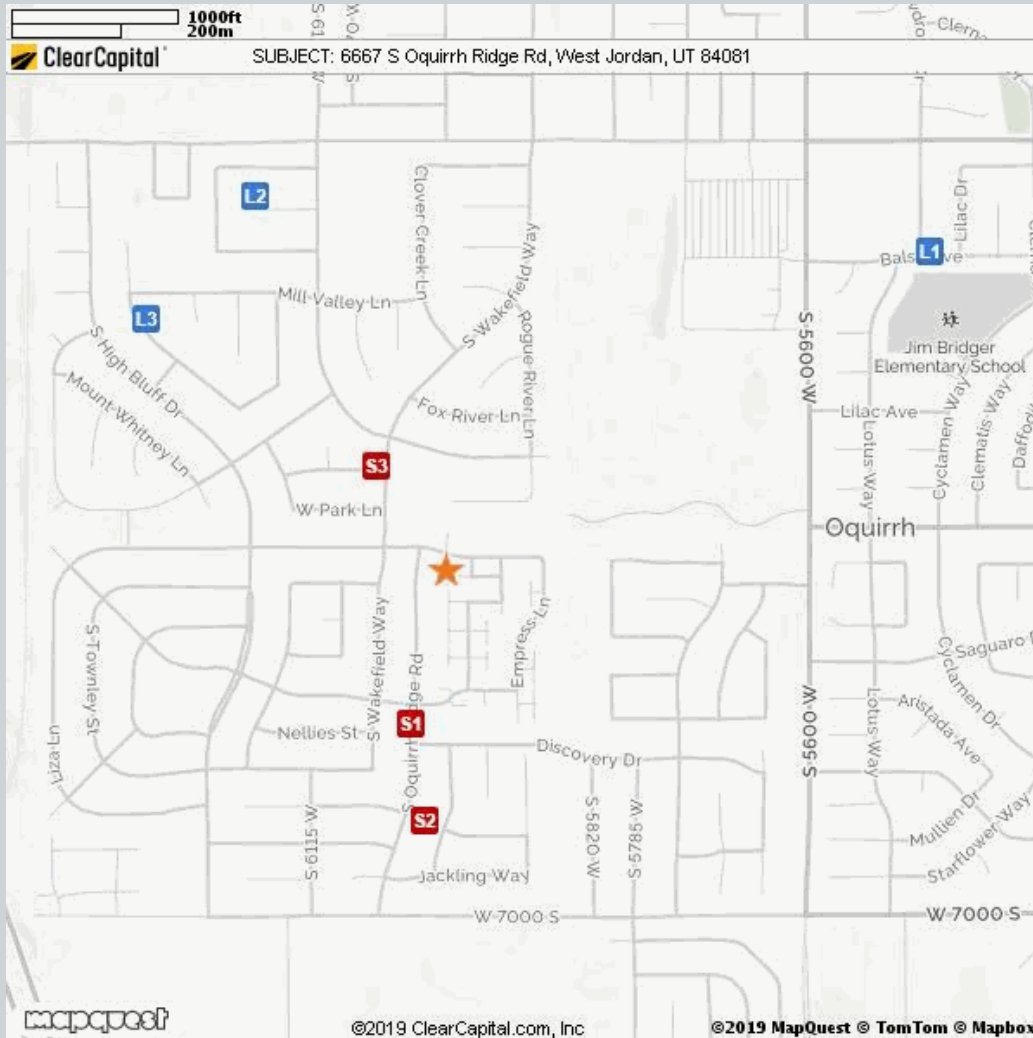 1000ft
200m
ClearCapital
SUBJECT: 6667 S Oquirrh Ridge Rd, West Jordan, UT 84081
S-61
W
S
Clover-Creek-Ln
L2
Lilac-Dr
L1
S-Wakefield-Way
Mill-Valley-Ln
L3
Rogue-River-Ln
S-5600-W
Jim Bridger
Elementary School
S-High-Bluff-Dr
Mount-Whitney-Ln
Fox-River-Ln
Lilac-Ave
Lotus-Way
Cyclamen-Way
Clematis-Way
S3
W-Park-Ln
Oquirrh
S-Townley-St
S-Wakefield-Way
Empress-Ln
Saguaro
Cyclamen-Dr
S1
Nellies-St
Discovery-Dr
S-5600-W
Lotus-Way
Aristada-Ave
Liza-Ln
S-Oquirrh-Ridge-Rd
S2
S-6115-W
S-5820-W
S-5785-W
Mullien-Dr
Starflower-Way
Jackling-Way
W-7000-S
W-7000-S
mapquest
©2019 ClearCapital.com, Inc
©2019 MapQuest © TomTom © Mapbox